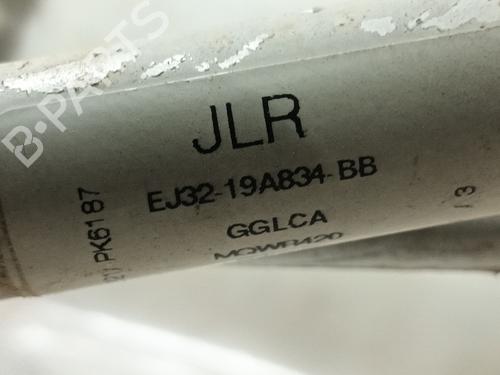 B-PARTS
JLR
EJ32-19A834-BB
GGLCA
PK6187